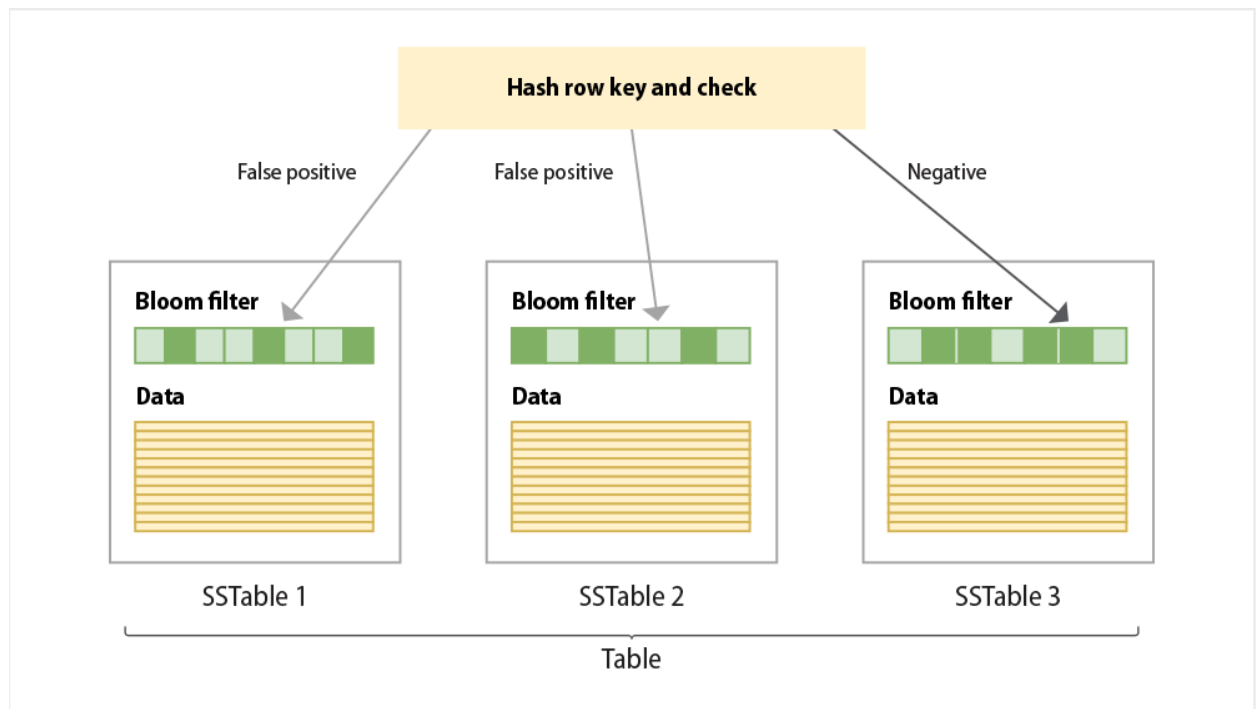 Hash row key and check
False positive
False positive
Negative
Bloom filter
Data
SSTable 1
Bloom filter
Data
SSTable 2
Bloom filter
Data
SSTable 3
Table